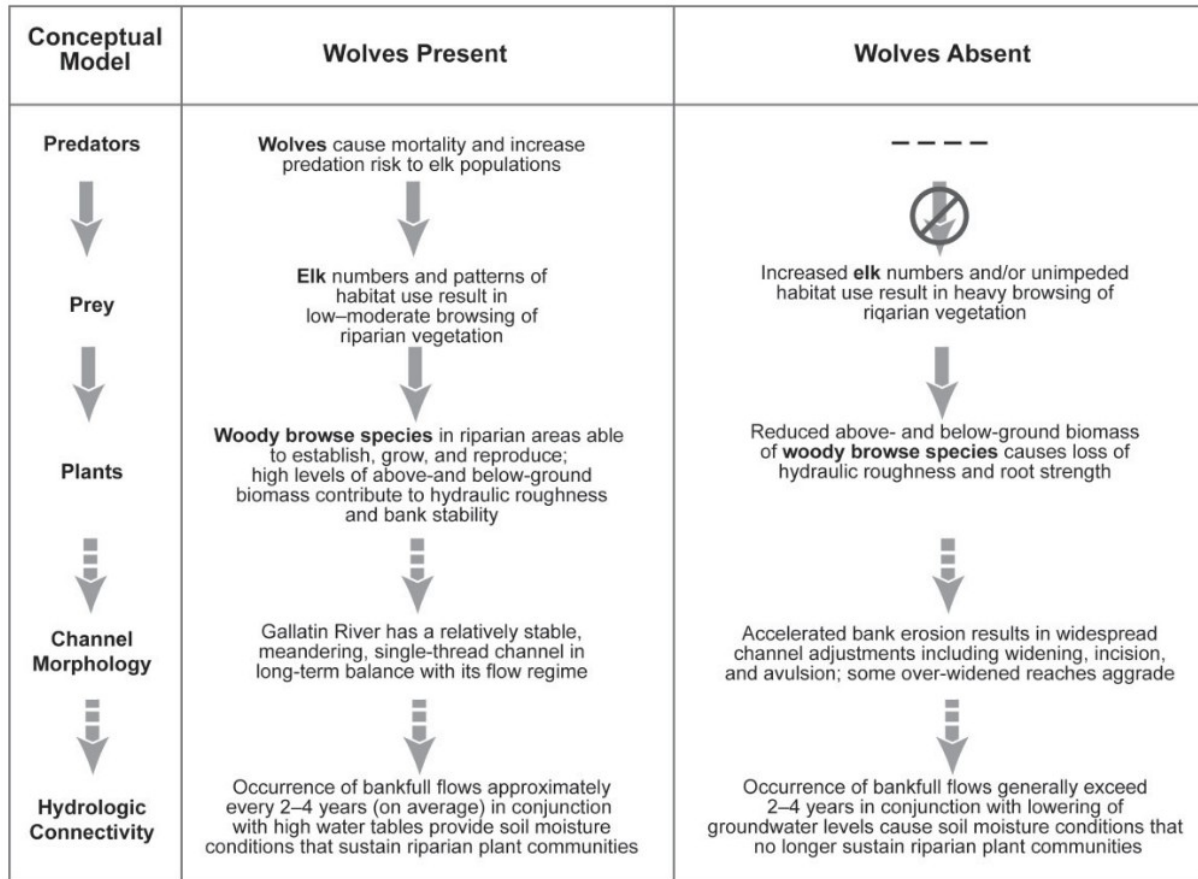 Conceptual
Model
Wolves Present
Wolves Absent
Predators
Wolves cause mortality and increase
predation risk to elk populations
Prey
Elk numbers and patterns of
habitat use result in
low–moderate browsing of
riparian vegetation
Increased elk numbers and/or unimpeded
habitat use result in heavy browsing of
riqarian vegetation
Plants
Woody browse species in riparian areas able
to establish, grow, and reproduce;
high levels of above-and below-ground
biomass contribute to hydraulic roughness
and bank stability
Reduced above- and below-ground biomass
of woody browse species causes loss of
hydraulic roughness and root strength
Channel
Morphology
Gallatin River has a relatively stable,
meandering, single-thread channel in
long-term balance with its flow regime
Accelerated bank erosion results in widespread
channel adjustments including widening, incision,
and avulsion; some over-widened reaches aggrade
Hydrologic
Connectivity
Occurrence of bankfull flows approximately
every 2–4 years (on average) in conjunction
with high water tables provide soil moisture
conditions that sustain riparian plant communities
Occurrence of bankfull flows generally exceed
2–4 years in conjunction with lowering of
groundwater levels cause soil moisture conditions that
no longer sustain riparian plant communities